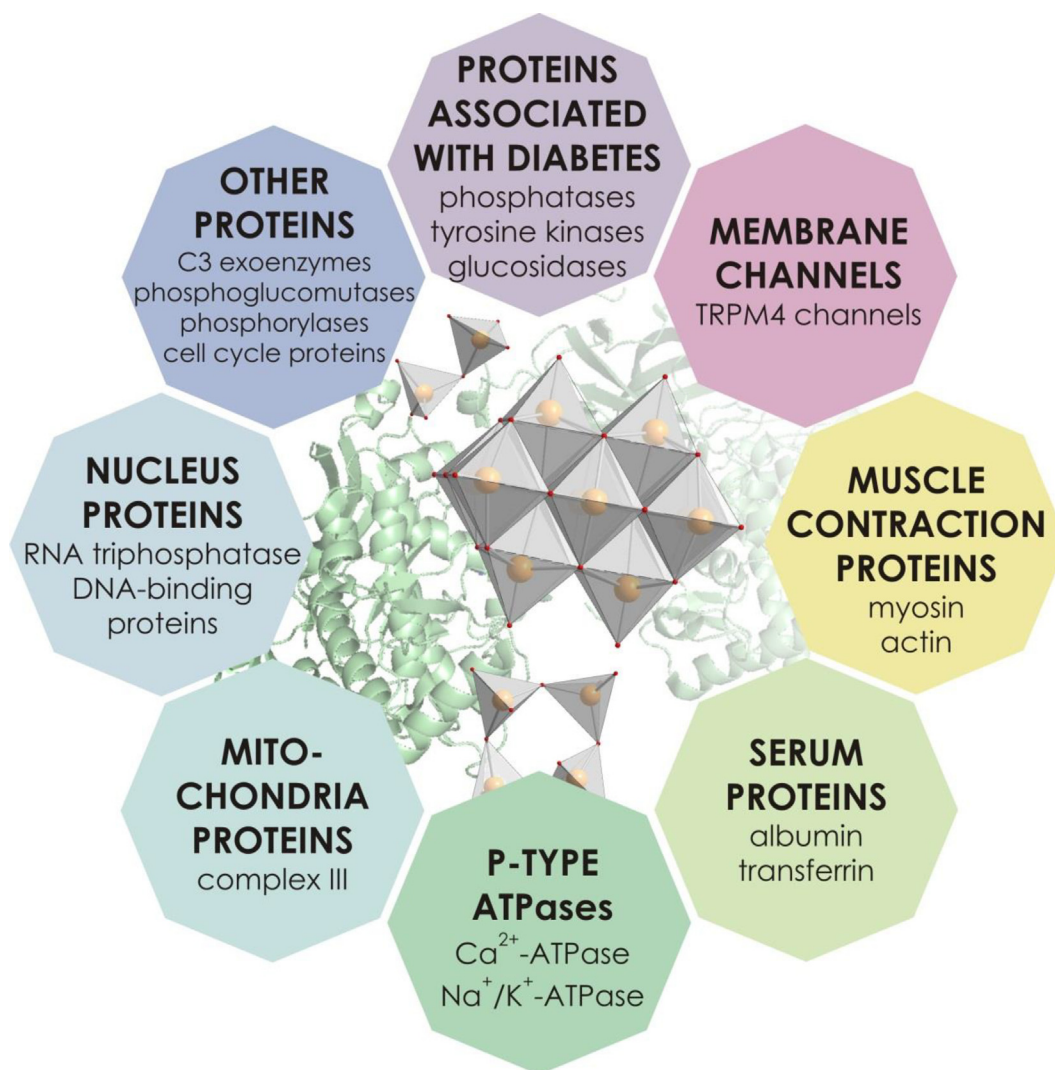 PROTEINS
ASSOCIATED
WITH DIABETES
phosphatases
tyrosine kinases
glucosidases
MEMBRANE
CHANNELS
TRPM4 channels
MUSCLE
CONTRACTION
PROTEINS
myosin
actin
SERUM
PROTEINS
albumin
transferrin
P-TYPE
ATPases
Ca²⁺-ATPase
Na⁺/K⁺-ATPase
MITO-
CHONDRIA
PROTEINS
complex III
NUCLEUS
PROTEINS
RNA triphosphatase
DNA-binding
proteins
OTHER
PROTEINS
C3 exoenzymes
phosphoglucomutases
phosphorylases
cell cycle proteins